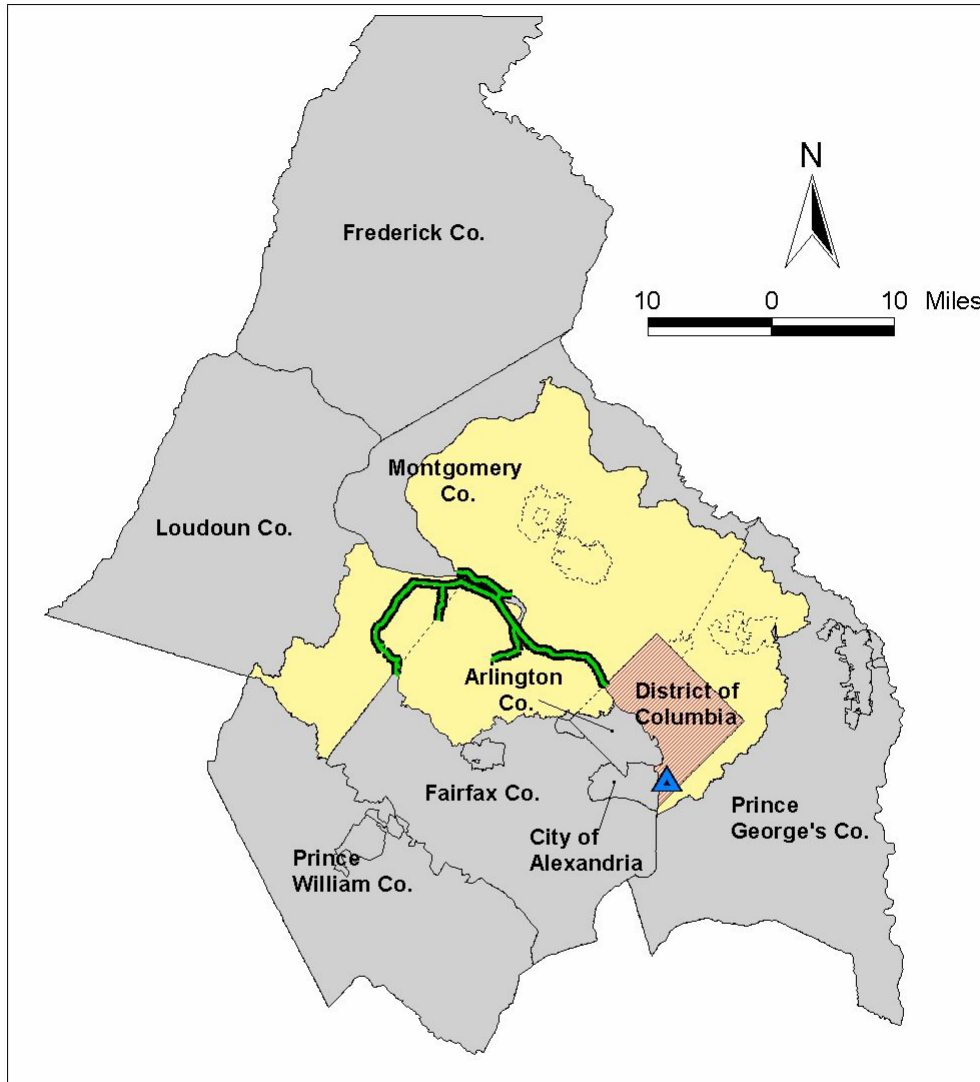 N
Frederick Co.
10 0 10 Miles
Montgomery
Co.
Loudoun Co.
Arlington
Co.
District of
Columbia
Fairfax Co.
Prince
George's Co.
City of
Alexandria
Prince
William Co.